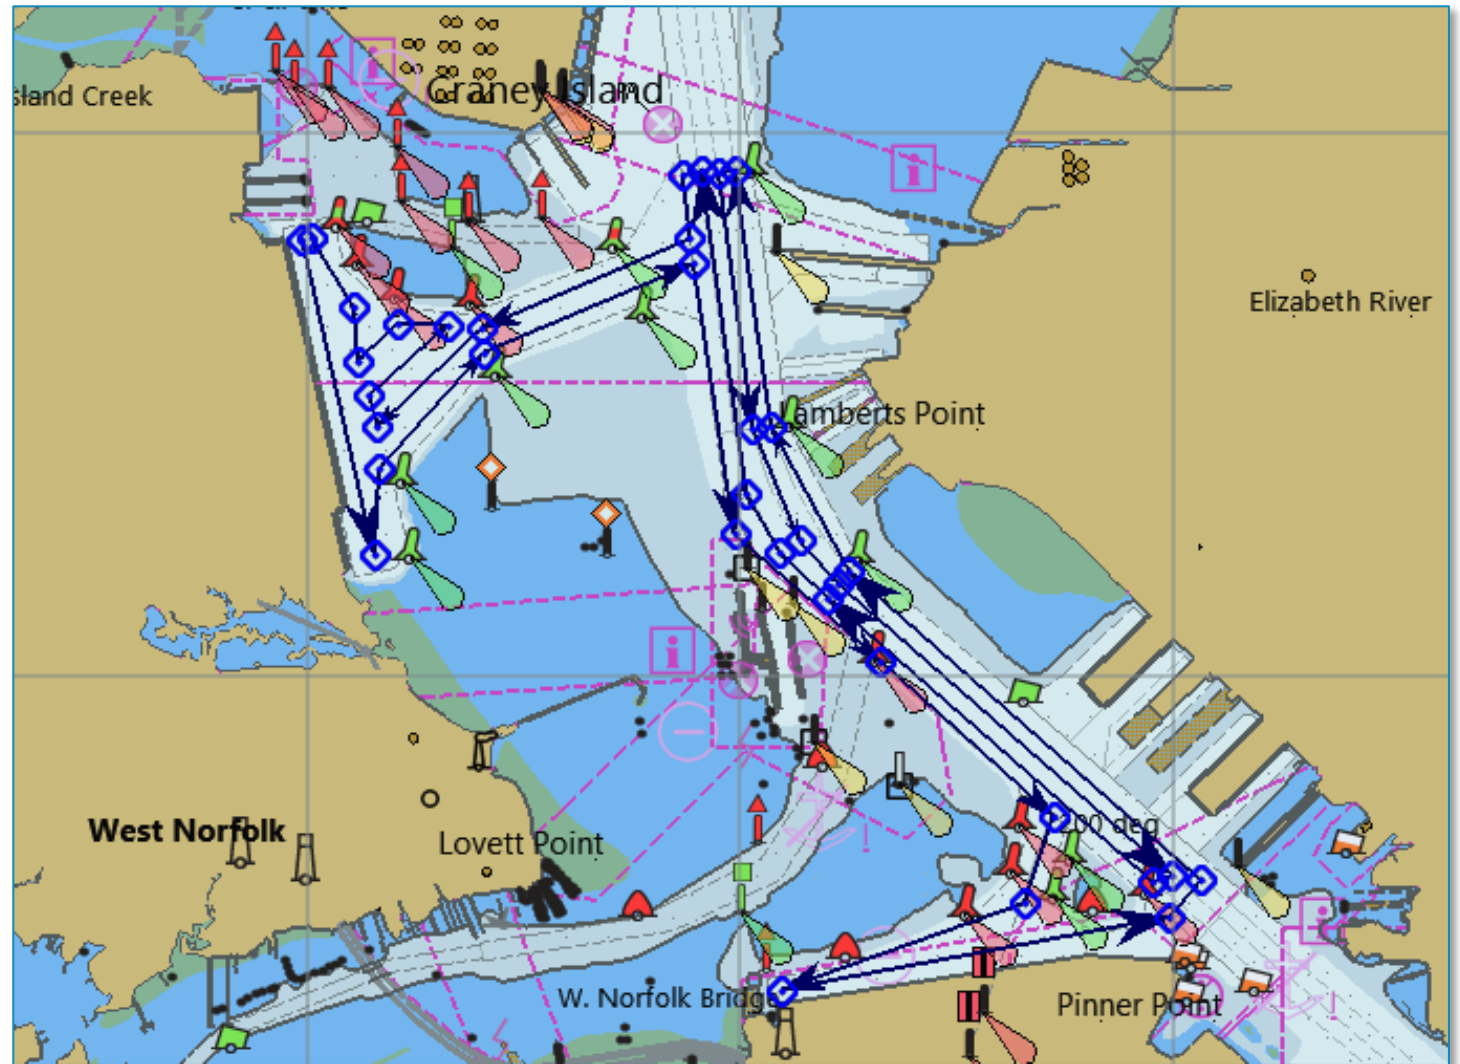 Craney Island
sland Creek
Elizabeth River
Lamberts Point
West Norfolk
Lovett Point
00 deg
W. Norfolk Bridge
Pinner Point